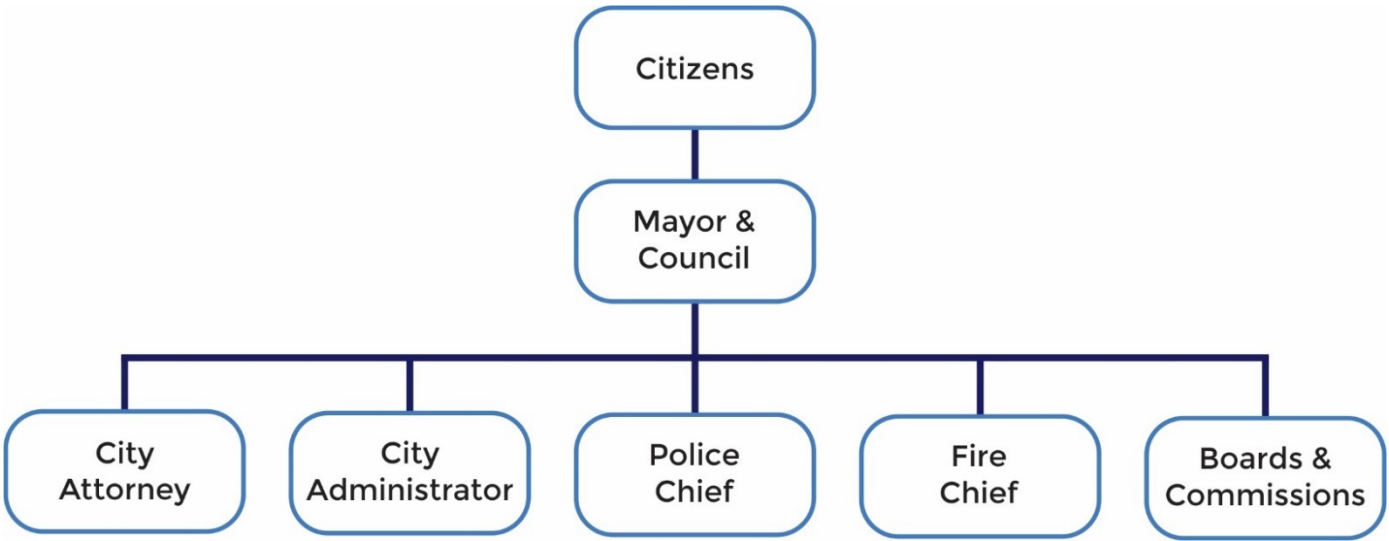 Citizens
Mayor &
Council
City
Attorney
City
Administrator
Police
Chief
Fire
Chief
Boards &
Commissions